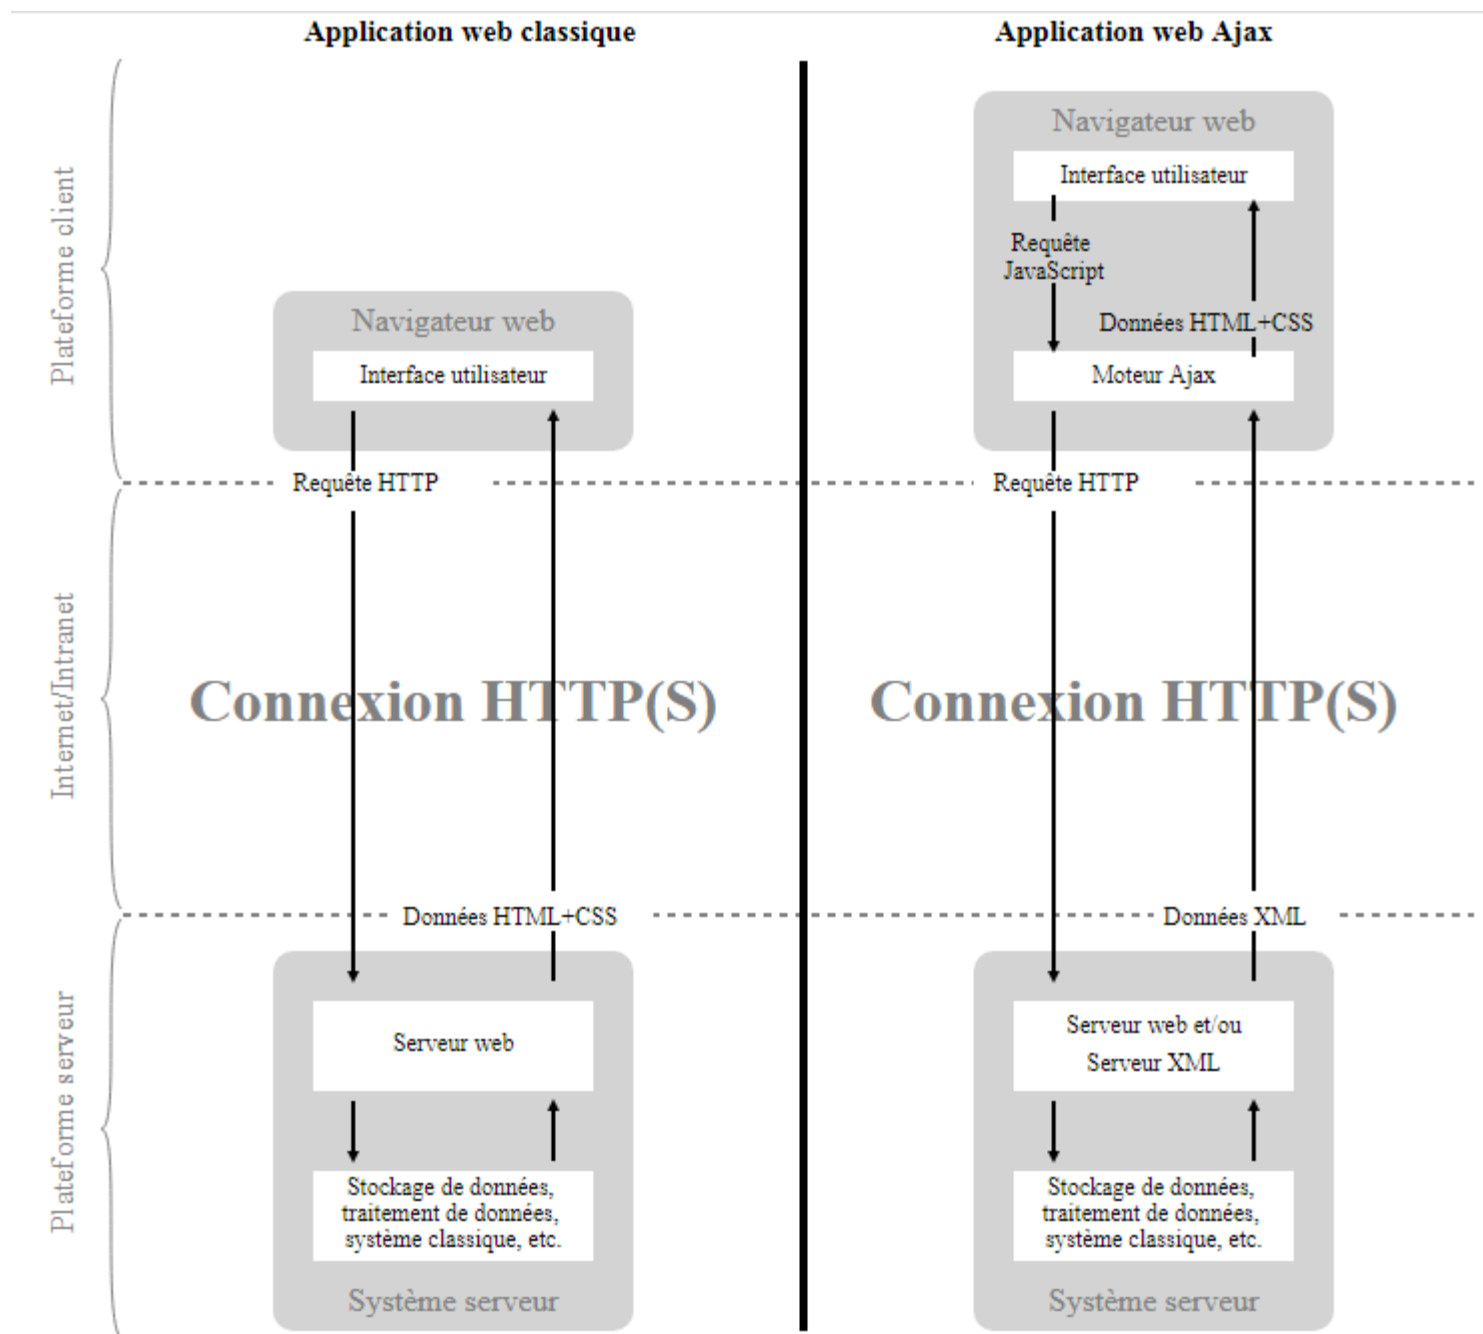 Application web classique
Application web Ajax
Plateforme client
Navigateur web
Interface utilisateur
Requête
JavaScript
Données HTML+CSS
Moteur Ajax
Navigateur web
Interface utilisateur
Requête HTTP
Requête HTTP
Internet/Intranet
Connexion HTTP(S)
Connexion HTTP(S)
Données HTML+CSS
Données XML
Plateforme serveur
Serveur web
Stockage de données,
traitement de données,
système classique, etc.
Système serveur
Serveur web et/ou
Serveur XML
Stockage de données,
traitement de données,
système classique, etc.
Système serveur